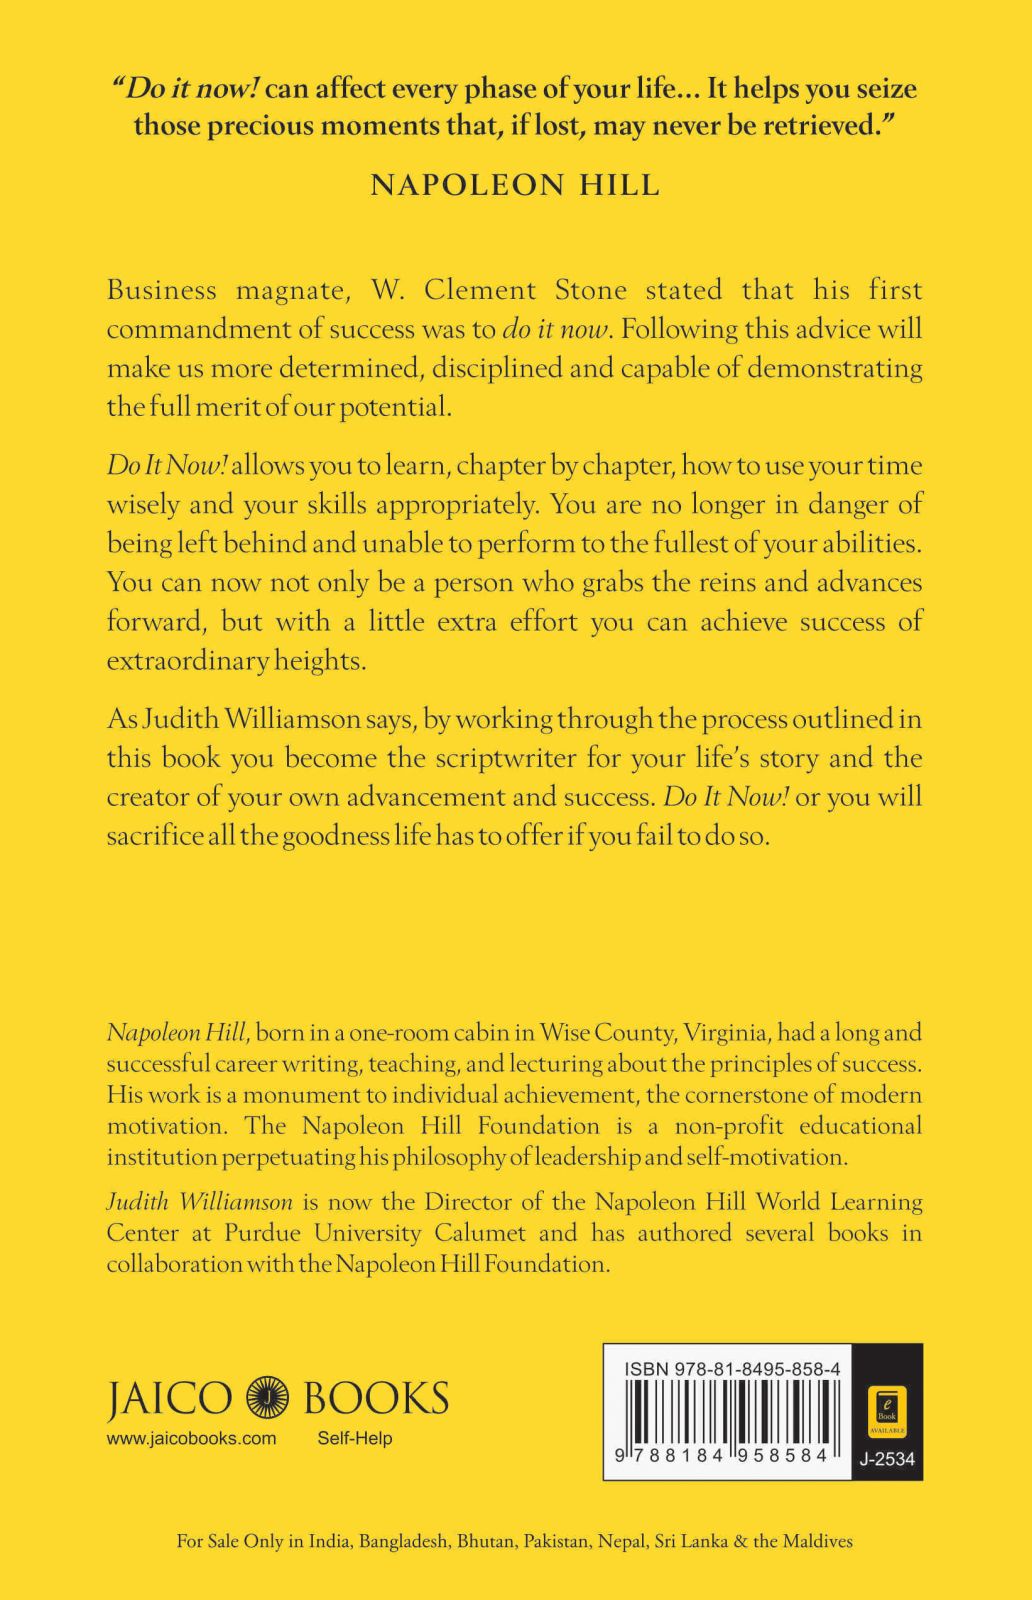 “Do it now! can affect every phase of your life... It helps you seize
those precious moments that, if lost, may never be retrieved.”
NAPOLEON HILL
Business magnate, W. Clement Stone stated that his first
commandment of success was to do it now. Following this advice will
make us more determined, disciplined and capable of demonstrating
the full merit of our potential.
Do It Now! allows you to learn, chapter by chapter, how to use your time
wisely and your skills appropriately. You are no longer in danger of
being left behind and unable to perform to the fullest of your abilities.
You can now not only be a person who grabs the reins and advances
forward, but with a little extra effort you can achieve success of
extraordinary heights.
As Judith Williamson says, by working through the process outlined in
this book you become the scriptwriter for your life’s story and the
creator of your own advancement and success. Do It Now! or you will
sacrifice all the goodness life has to offer if you fail to do so.
Napoleon Hill, born in a one-room cabin in Wise County, Virginia, had a long and
successful career writing, teaching, and lecturing about the principles of success.
His work is a monument to individual achievement, the cornerstone of modern
motivation. The Napoleon Hill Foundation is a non-profit educational
institution perpetuating his philosophy of leadership and self-motivation.
Judith Williamson is now the Director of the Napoleon Hill World Learning
Center at Purdue University Calumet and has authored several books in
collaboration with the Napoleon Hill Foundation.
JAICO J BOOKS
www.jaicobooks.com Self-Help
ISBN 978-81-8495-858-4
9 788184 958584
e
Book
AVAILABLE
J-2534
For Sale Only in India, Bangladesh, Bhutan, Pakistan, Nepal, Sri Lanka & the Maldives